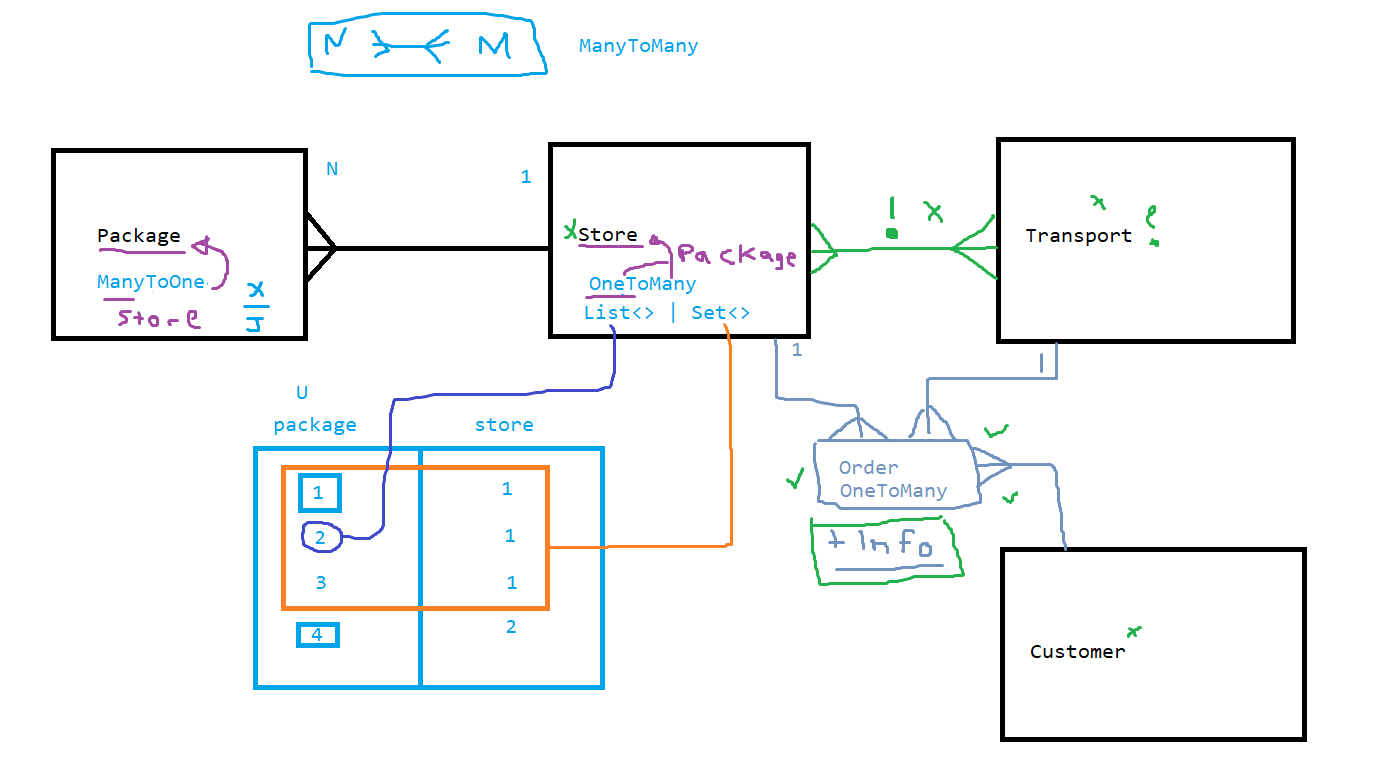 N M ManyToMany
N
1
! x
x
Package
ManyToOne
Store
x
J
x Store
Package
OneToMany
List<> | Set<>
Transport
1
1
U
package store
1 1
2 1
3 1
4 2
Order
OneToMany
+ Info
Customer x